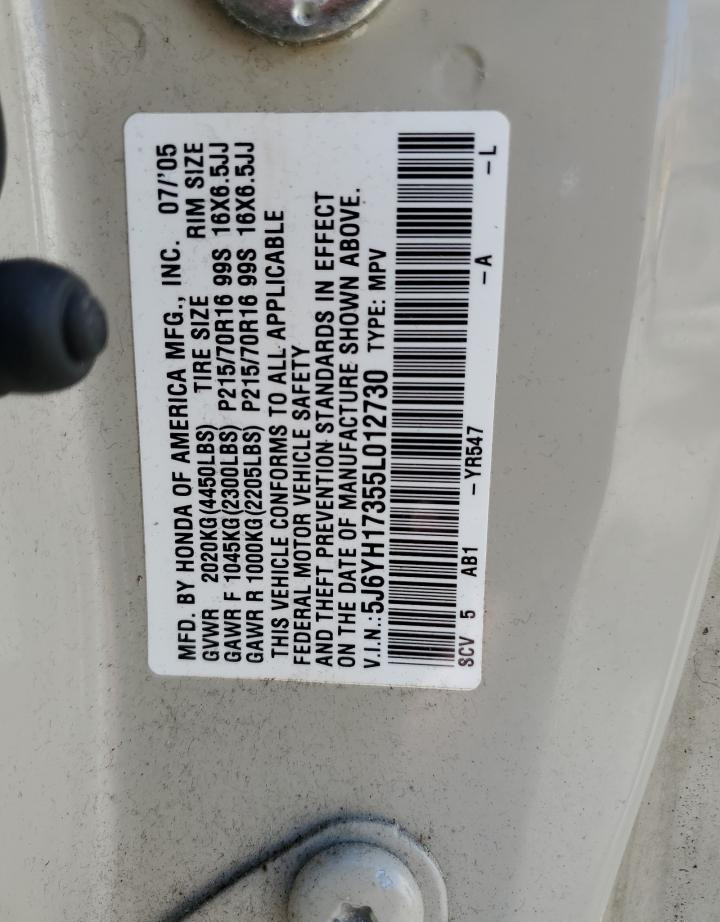 MFD. BY HONDA OF AMERICA MFG., INC. 07/'05
GVWR 2020KG(4450LBS) TIRE SIZE RIM SIZE
GAWR F 1045KG(2300LBS) P215/70R16 99S 16X6.5JJ
GAWR R 1000KG(2205LBS) P215/70R16 99S 16X6.5JJ
THIS VEHICLE CONFORMS TO ALL APPLICABLE
FEDERAL MOTOR VEHICLE SAFETY
AND THEFT PREVENTION STANDARDS IN EFFECT
ON THE DATE OF MANUFACTURE SHOWN ABOVE.
V.I.N.:5J6YH17355L012730 TYPE: MPV
SCV 5 AB1 -YR547 -A -L